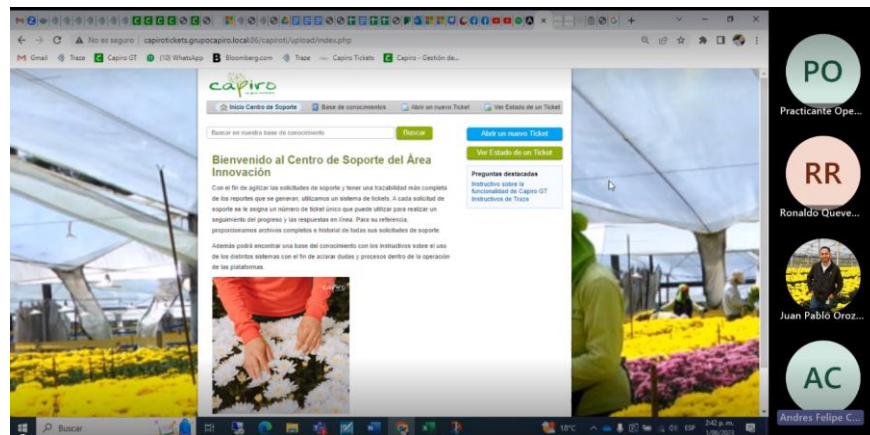 No es seguro | capirotickets.grupocapiro.local:86/capiroti/upload/index.php
Gmail Traze Capiro GT (10) WhatsApp Bloomberg.com Traze Capiro Tickets Capiro - Gestión de...
capiro
Inicio Centro de Soporte Base de conocimientos Abrir un nuevo Ticket Ver Estado de un Ticket
Buscar en nuestra base de conocimiento Buscar
Abrir un nuevo Ticket
Ver Estado de un Ticket
Bienvenido al Centro de Soporte del Área
Innovación
Con el fin de agilizar las solicitudes de soporte y tener una trazabilidad más completa
de los reportes que se generan, utilizamos un sistema de tickets. A cada solicitud de
soporte se le asigna un número de ticket único que puede utilizar para realizar un
seguimiento del progreso y las respuestas en línea. Para su referencia,
proporcionamos archivos completos e historial de todas sus solicitudes de soporte.
Además podrá encontrar una base del conocimiento con los instructivos sobre el uso
de los distintos sistemas con el fin de aclarar dudas y procesos dentro de la operación
de las plataformas.
Preguntas destacadas
Instructivo sobre la
funcionalidad de Capiro GT
Instructivos de Traze
capiro
PO
Practicante Ope...
RR
Ronaldo Queve...
Juan Pablo Oroz...
AC
Andres Felipe C...
Buscar
18°C ESP 2:42 p. m.
1/06/2023